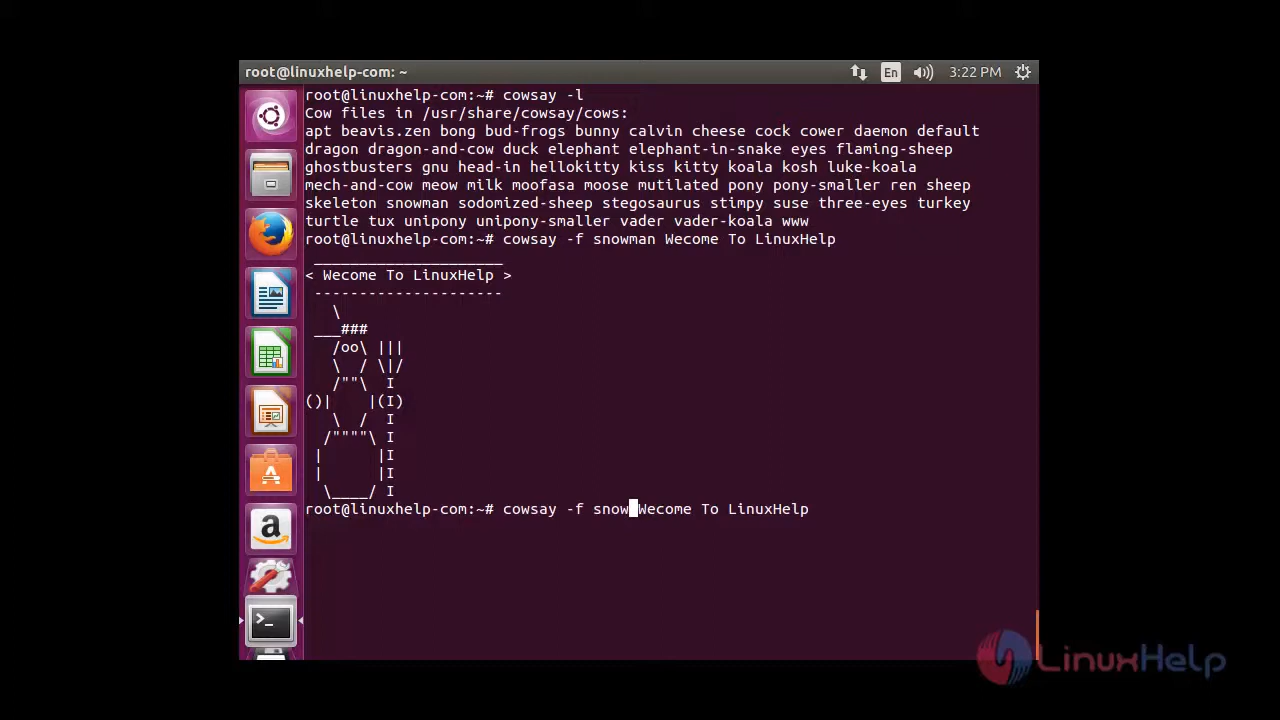 root@linuxhelp-com: ~
En
3:22 PM
root@linuxhelp-com:~# cowsay -l
Cow files in /usr/share/cowsay/cows:
apt beavis.zen bong bud-frogs bunny calvin cheese cock cower daemon default
dragon dragon-and-cow duck elephant elephant-in-snake eyes flaming-sheep
ghostbusters gnu head-in hellokitty kiss kitty koala kosh luke-koala
mech-and-cow meow milk moofasa moose mutilated pony pony-smaller ren sheep
skeleton snowman sodomized-sheep stegosaurus stimpy suse three-eyes turkey
turtle tux unipony unipony-smaller vader vader-koala www
root@linuxhelp-com:~# cowsay -f snowman Wecome To LinuxHelp
 _____________________
< Wecome To LinuxHelp >
 ---------------------
   \
 ___###
   /oo\ |||
   \  / \|/
   /""\  I
()|    |(I)
   \  /  I
  /""""\ I
 |      |I
 |      |I
  \____/ I
root@linuxhelp-com:~# cowsay -f snow Wecome To LinuxHelp
LinuxHelp